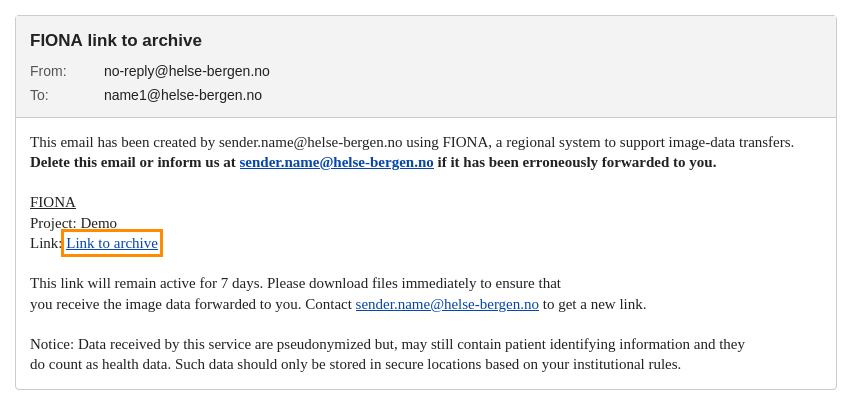 FIONA link to archive
From: no-reply@helse-bergen.no
To: name1@helse-bergen.no
This email has been created by sender.name@helse-bergen.no using FIONA, a regional system to support image-data transfers.
Delete this email or inform us at sender.name@helse-bergen.no if it has been erroneously forwarded to you.
FIONA
Project: Demo
Link: Link to archive
This link will remain active for 7 days. Please download files immediately to ensure that
you receive the image data forwarded to you. Contact sender.name@helse-bergen.no to get a new link.
Notice: Data received by this service are pseudonymized but, may still contain patient identifying information and they
do count as health data. Such data should only be stored in secure locations based on your institutional rules.